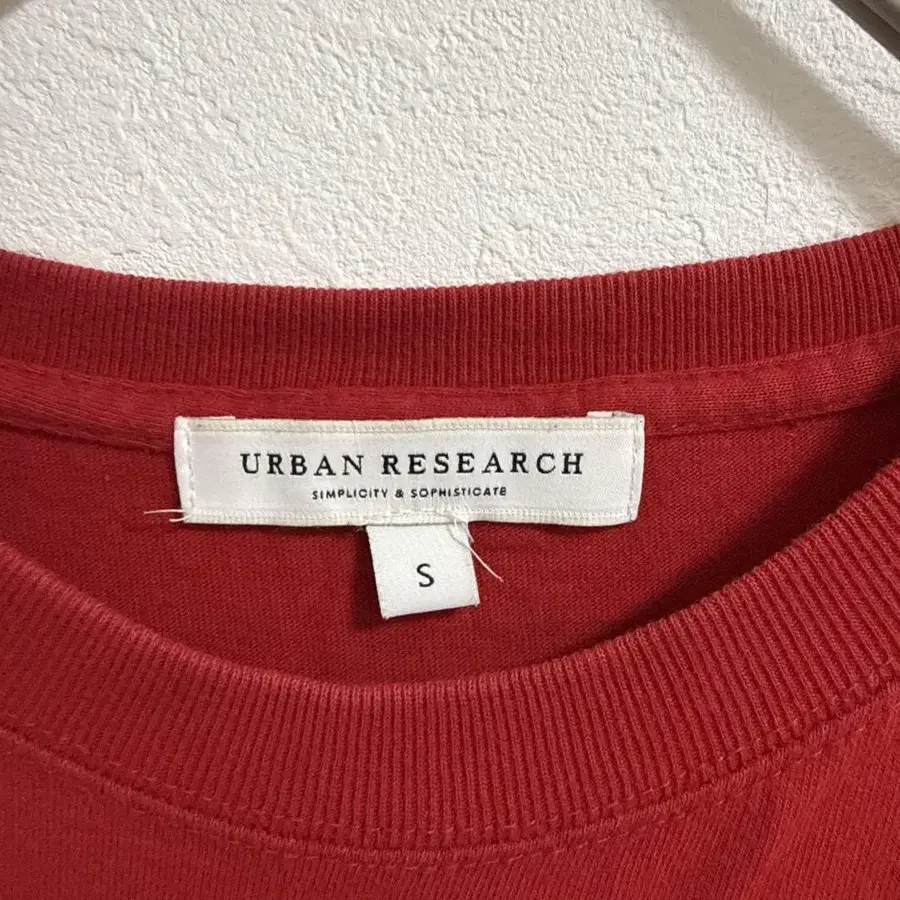 URBAN RESEARCH
SIMPLICITY & SOPHISTICATE
S